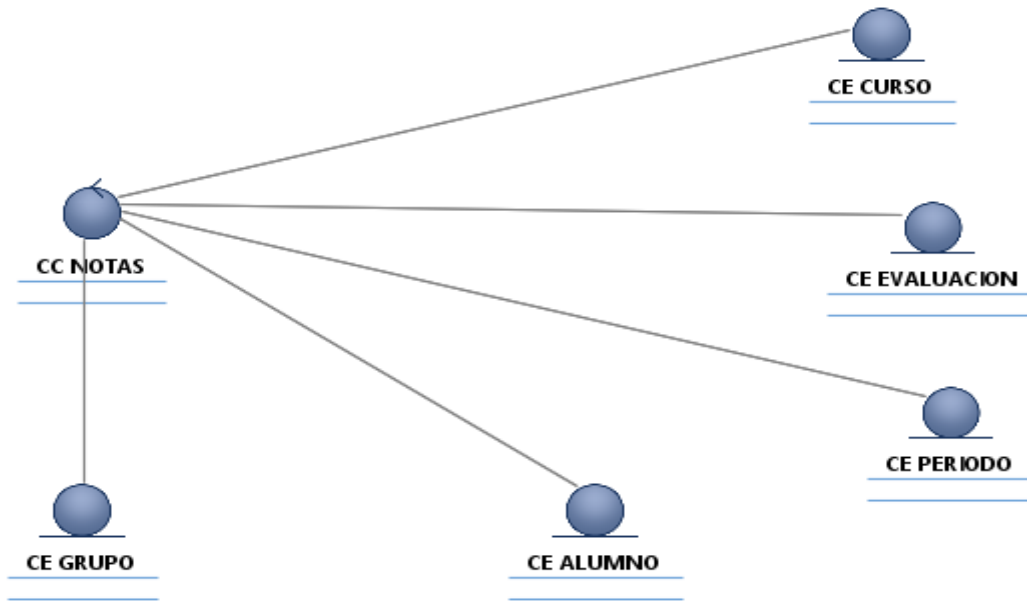 CE CURSO
CC NOTAS
CE EVALUACION
CE PERIODO
CE GRUPO
CE ALUMNO